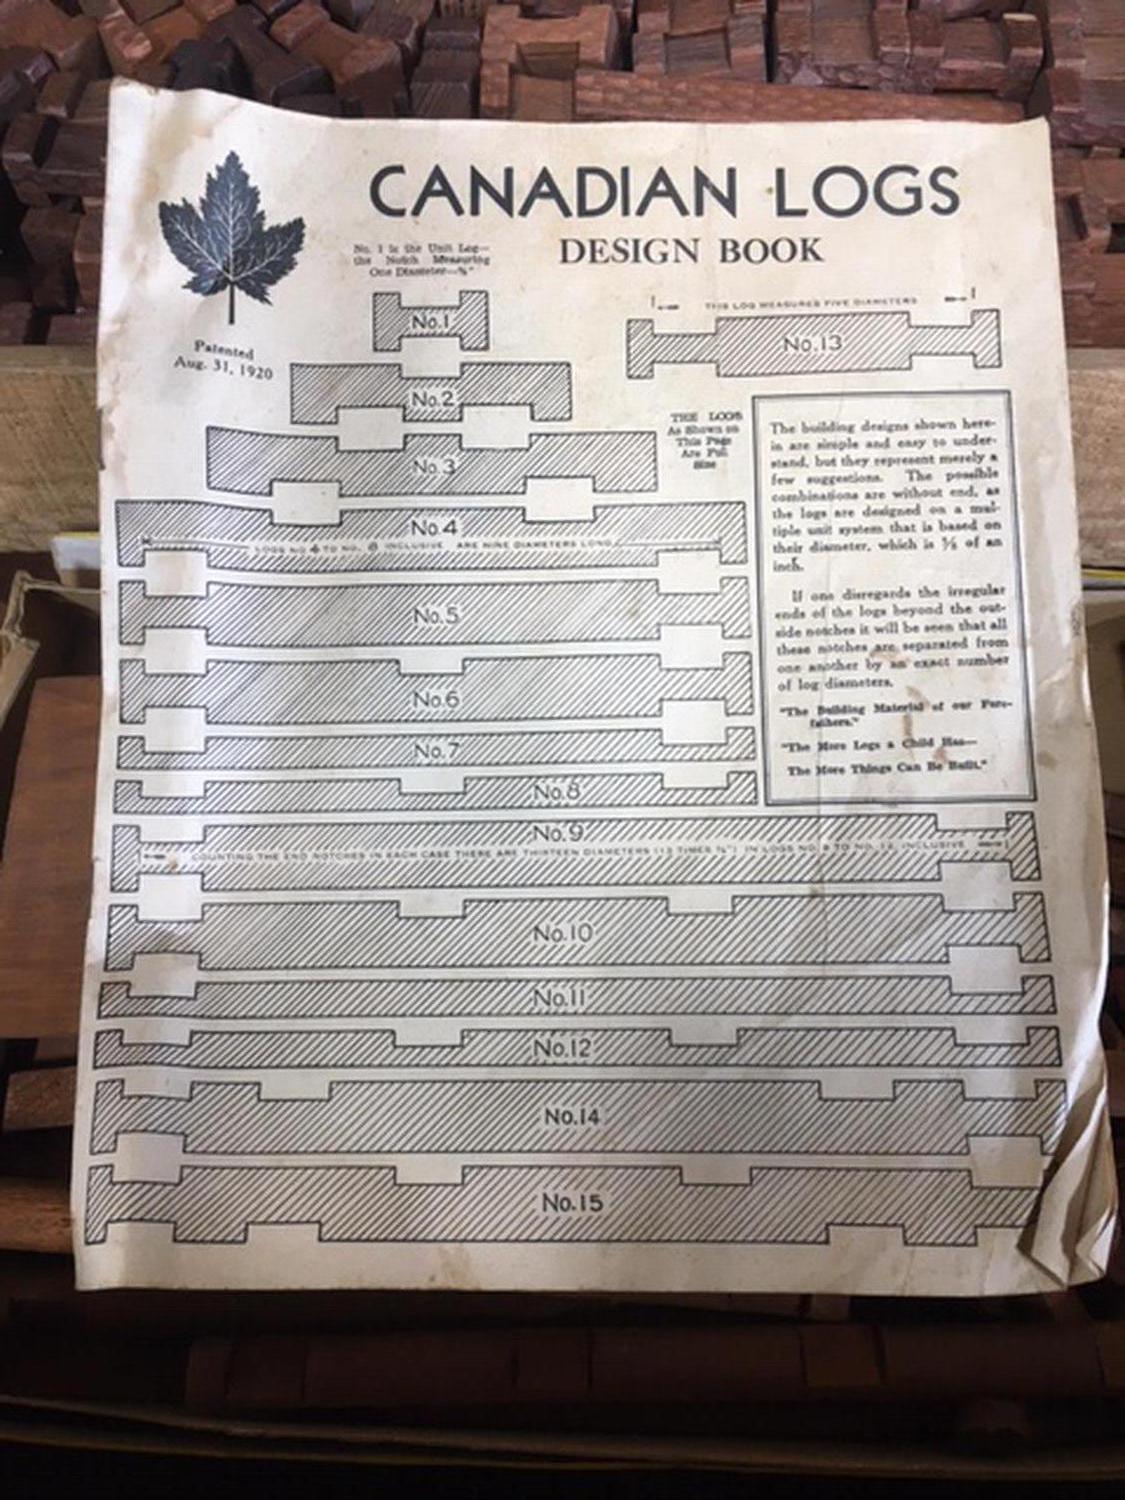 CANADIAN LOGS
DESIGN BOOK
No. 1 is the Unit Log—
the Notch Measuring
One Diameter—⅝"
Patented
Aug. 31, 1920
No.1
THIS LOG MEASURES FIVE DIAMETERS
No.13
No.2
No.3
THE LOGS
As Shown on
This Page
Are Full
Size
No.4
LOGS NO. 4 TO NO. 8 INCLUSIVE ARE NINE DIAMETERS LONG
No.5
No.6
No.7
No.8
The building designs shown here-
in are simple and easy to under-
stand, but they represent merely a
few suggestions. The possible
combinations are without end, as
the logs are designed on a mul-
tiple unit system that is based on
their diameter, which is ⅝ of an
inch.
If one disregards the irregular
ends of the logs beyond the out-
side notches it will be seen that all
these notches are separated from
one another by an exact number
of log diameters.
"The Building Material of our Fore-
fathers."
"The More Logs a Child Has—
The More Things Can Be Built."
No.9
COUNTING THE END NOTCHES IN EACH CASE THERE ARE THIRTEEN DIAMETERS (13 TIMES ⅝") IN LOGS NO. 9 TO NO. 12, INCLUSIVE
No.10
No.11
No.12
No.14
No.15